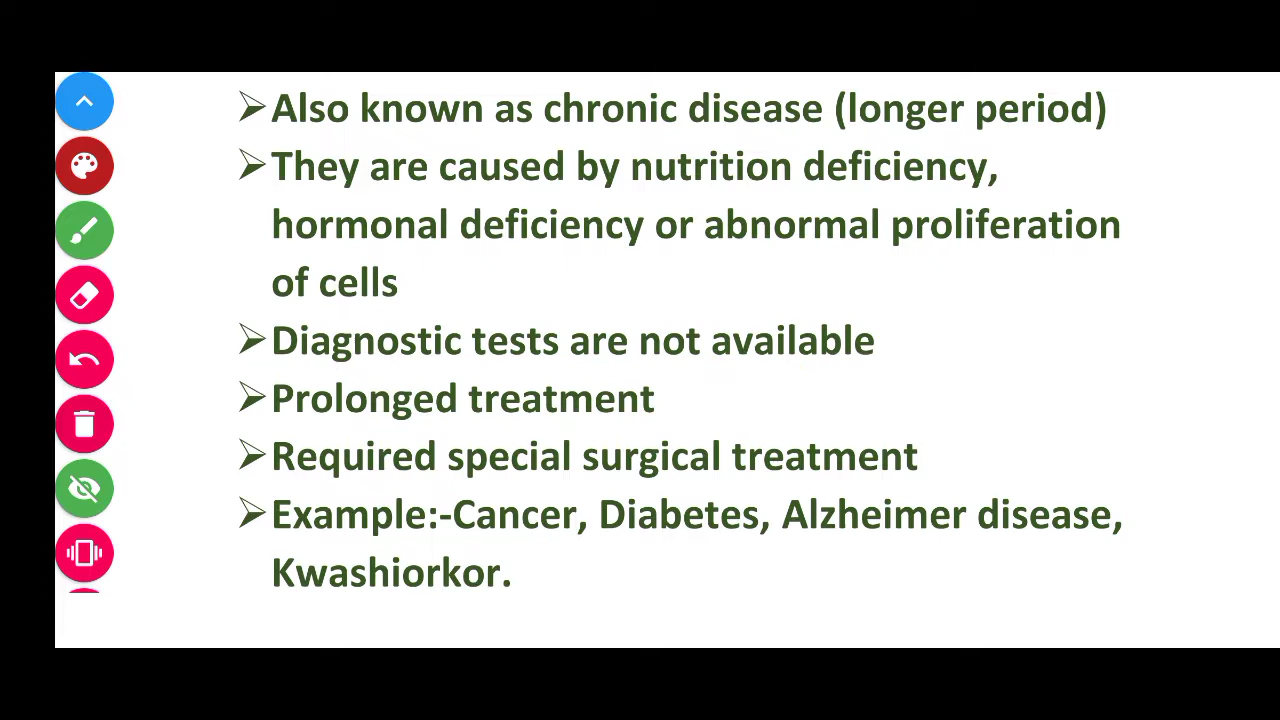 ➢Also known as chronic disease (longer period)
➢They are caused by nutrition deficiency,
hormonal deficiency or abnormal proliferation
of cells
➢Diagnostic tests are not available
➢Prolonged treatment
➢Required special surgical treatment
➢Example:-Cancer, Diabetes, Alzheimer disease,
Kwashiorkor.